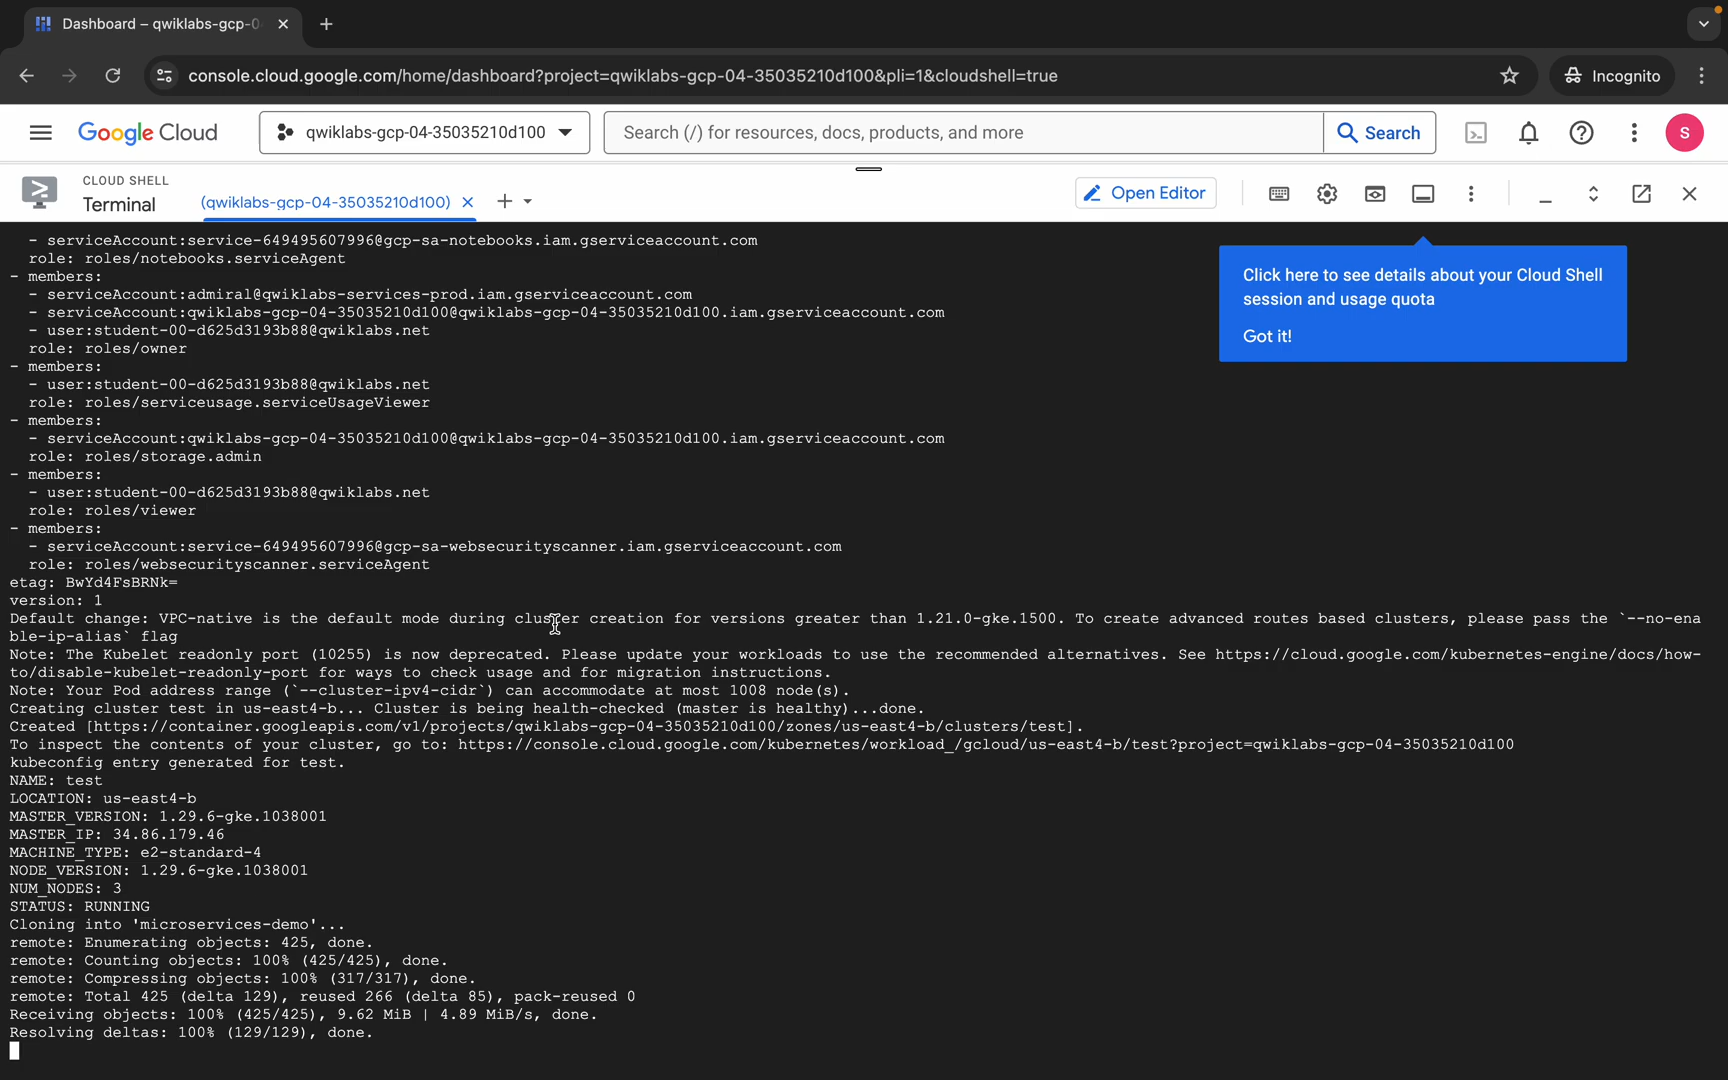 Dashboard – qwiklabs-gcp-0
console.cloud.google.com/home/dashboard?project=qwiklabs-gcp-04-35035210d100&pli=1&cloudshell=true
Incognito
Google Cloud
qwiklabs-gcp-04-35035210d100
Search (/) for resources, docs, products, and more
Search
S
CLOUD SHELL
Terminal
(qwiklabs-gcp-04-35035210d100)
Open Editor
Click here to see details about your Cloud Shell
session and usage quota
Got it!
- serviceAccount:service-649495607996@gcp-sa-notebooks.iam.gserviceaccount.com
role: roles/notebooks.serviceAgent
- members:
- serviceAccount:admiral@qwiklabs-services-prod.iam.gserviceaccount.com
- serviceAccount:qwiklabs-gcp-04-35035210d100@qwiklabs-gcp-04-35035210d100.iam.gserviceaccount.com
- user:student-00-d625d3193b88@qwiklabs.net
role: roles/owner
- members:
- user:student-00-d625d3193b88@qwiklabs.net
role: roles/serviceusage.serviceUsageViewer
- members:
- serviceAccount:qwiklabs-gcp-04-35035210d100@qwiklabs-gcp-04-35035210d100.iam.gserviceaccount.com
role: roles/storage.admin
- members:
- user:student-00-d625d3193b88@qwiklabs.net
role: roles/viewer
- members:
- serviceAccount:service-649495607996@gcp-sa-websecurityscanner.iam.gserviceaccount.com
role: roles/websecurityscanner.serviceAgent
etag: BwYd4FsBRNk=
version: 1
Default change: VPC-native is the default mode during cluster creation for versions greater than 1.21.0-gke.1500. To create advanced routes based clusters, please pass the `--no-ena
ble-ip-alias` flag
Note: The Kubelet readonly port (10255) is now deprecated. Please update your workloads to use the recommended alternatives. See https://cloud.google.com/kubernetes-engine/docs/how-
to/disable-kubelet-readonly-port for ways to check usage and for migration instructions.
Note: Your Pod address range (`--cluster-ipv4-cidr`) can accommodate at most 1008 node(s).
Creating cluster test in us-east4-b... Cluster is being health-checked (master is healthy)...done.
Created [https://container.googleapis.com/v1/projects/qwiklabs-gcp-04-35035210d100/zones/us-east4-b/clusters/test].
To inspect the contents of your cluster, go to: https://console.cloud.google.com/kubernetes/workload_/gcloud/us-east4-b/test?project=qwiklabs-gcp-04-35035210d100
kubeconfig entry generated for test.
NAME: test
LOCATION: us-east4-b
MASTER_VERSION: 1.29.6-gke.1038001
MASTER_IP: 34.86.179.46
MACHINE_TYPE: e2-standard-4
NODE_VERSION: 1.29.6-gke.1038001
NUM_NODES: 3
STATUS: RUNNING
Cloning into 'microservices-demo'...
remote: Enumerating objects: 425, done.
remote: Counting objects: 100% (425/425), done.
remote: Compressing objects: 100% (317/317), done.
remote: Total 425 (delta 129), reused 266 (delta 85), pack-reused 0
Receiving objects: 100% (425/425), 9.62 MiB | 4.89 MiB/s, done.
Resolving deltas: 100% (129/129), done.